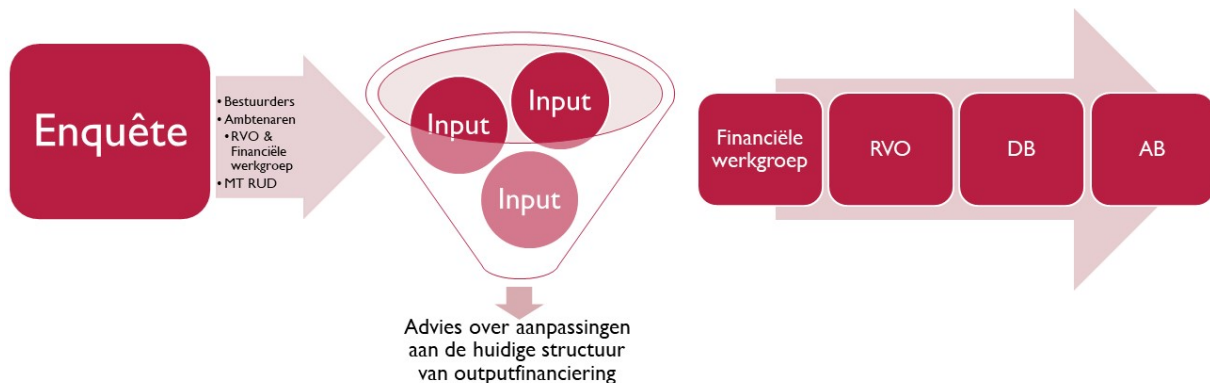 Enquête
• Bestuurders
• Ambtenaren
• RVO &
Financiële
werkgroep
• MT RUD
Input
Input
Input
Advies over aanpassingen
aan de huidige structuur
van outputfinanciering
Financiële
werkgroep
RVO
DB
AB